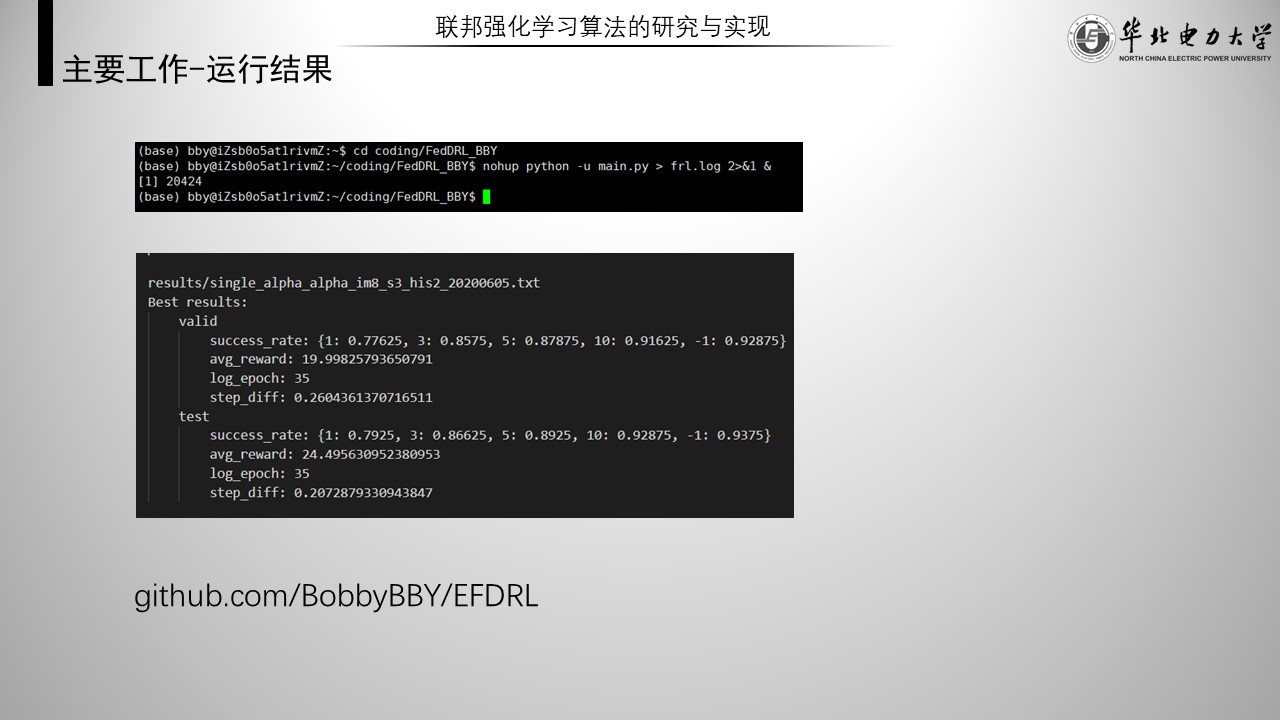 联邦强化学习算法的研究与实现
华北电力大学
NORTH CHINA ELECTRIC POWER UNIVERSITY
主要工作-运行结果
(base) bby@iZsb0o5at1rivmZ:~$ cd coding/FedDRL_BBY
(base) bby@iZsb0o5at1rivmZ:~/coding/FedDRL_BBY$ nohup python -u main.py > frl.log 2>&1 &
[1] 20424
(base) bby@iZsb0o5at1rivmZ:~/coding/FedDRL_BBY$
results/single_alpha_alpha_im8_s3_his2_20200605.txt
Best results:
valid
success_rate: {1: 0.77625, 3: 0.8575, 5: 0.87875, 10: 0.91625, -1: 0.92875}
avg_reward: 19.99825793650791
log_epoch: 35
step_diff: 0.2604361370716511
test
success_rate: {1: 0.7925, 3: 0.86625, 5: 0.8925, 10: 0.92875, -1: 0.9375}
avg_reward: 24.495630952380953
log_epoch: 35
step_diff: 0.2072879330943847
github.com/BobbyBBY/EFDRL